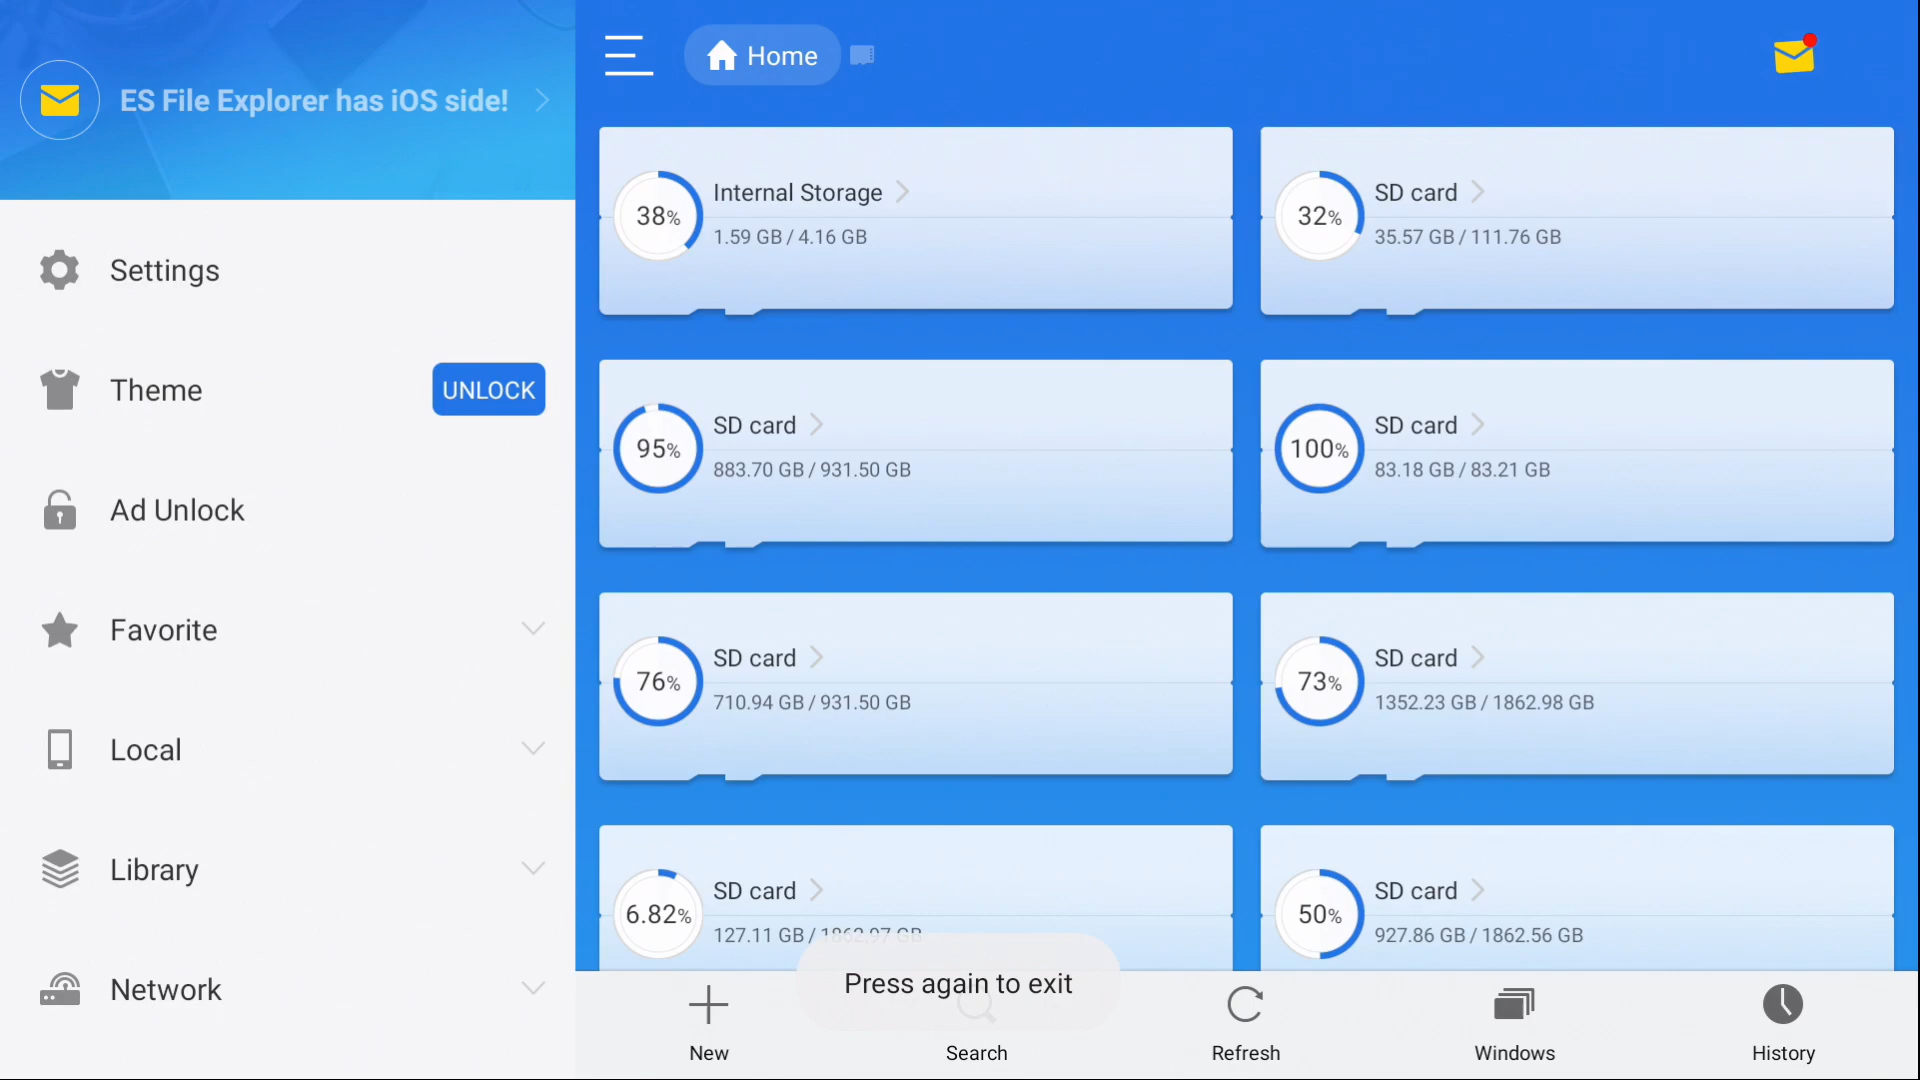 ES File Explorer has iOS side!
Settings
Theme
UNLOCK
Ad Unlock
Favorite
Local
Library
Network
Home
38%
Internal Storage
1.59 GB / 4.16 GB
32%
SD card
35.57 GB / 111.76 GB
95%
SD card
883.70 GB / 931.50 GB
100%
SD card
83.18 GB / 83.21 GB
76%
SD card
710.94 GB / 931.50 GB
73%
SD card
1352.23 GB / 1862.98 GB
6.82%
SD card
127.11 GB / 1862.97 GB
50%
SD card
927.86 GB / 1862.56 GB
Press again to exit
New
Search
Refresh
Windows
History